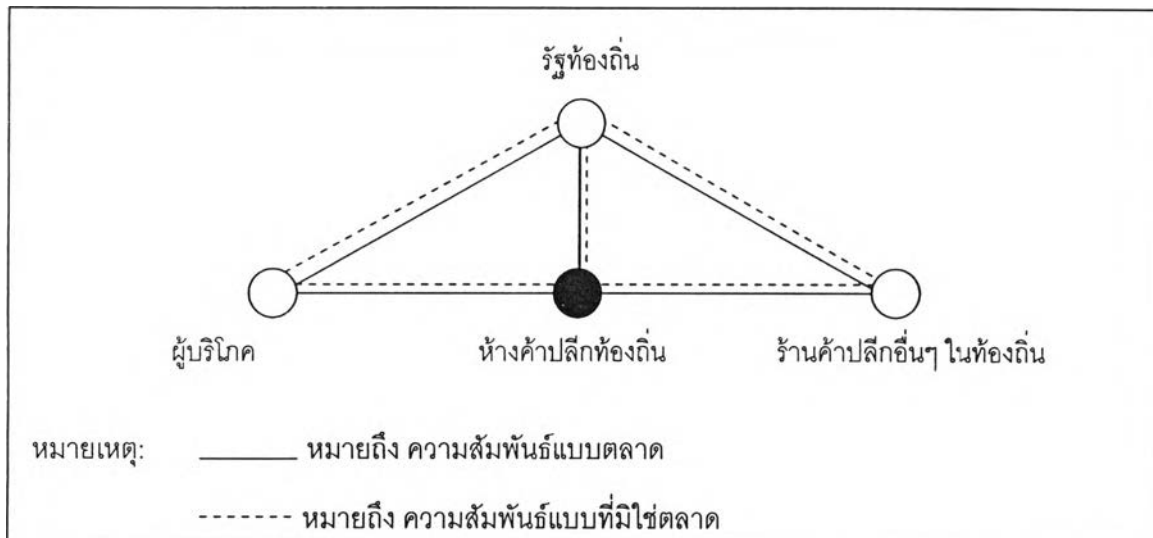 รัฐท้องถิ่น
ผู้บริโภค ห้างค้าปลีกท้องถิ่น ร้านค้าปลีกอื่นๆ ในท้องถิ่น
หมายเหตุ: หมายถึง ความสัมพันธ์แบบตลาด
หมายถึง ความสัมพันธ์แบบที่มิใช่ตลาด